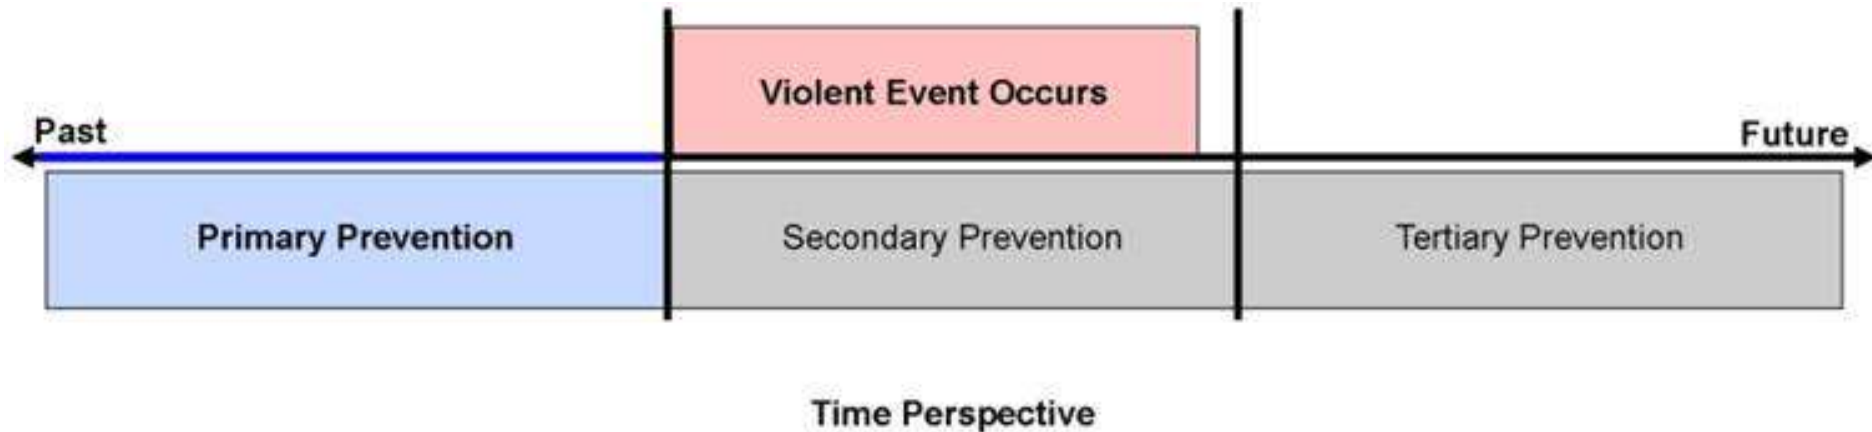 Violent Event Occurs
Past
Future
Primary Prevention
Secondary Prevention
Tertiary Prevention
Time Perspective